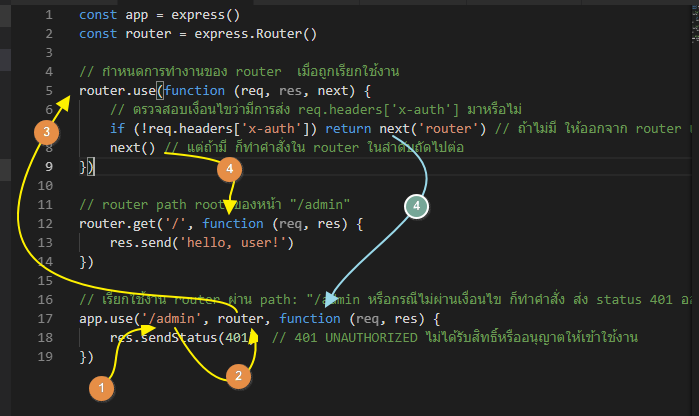 1 const app = express()
2 const router = express.Router()
3
4 // กำหนดการทำงานของ router เมื่อถูกเรียกใช้งาน
5 router.use(function (req, res, next) {
6 // ตรวจสอบเงื่อนไขว่ามีการส่ง req.headers['x-auth'] มาหรือไม่
if (!req.headers['x-auth']) return next('router') // ถ้าไม่มี ให้ออกจาก router
8 next() // แต่ถ้ามี ก็ทำคำสั่งใน router ในลำดับถัดไปต่อ
9 })
10
11 // router path root ของหน้า "/admin"
12 router.get('/', function (req, res) {
13 res.send('hello, user!')
14 })
15
16 // เรียกใช้งาน router ผ่าน path: "/admin หรือกรณีไม่ผ่านเงื่อนไข ก็ทำคำสั่ง ส่ง status 401
17 app.use('/admin', router, function (req, res) {
18 res.sendStatus(401) // 401 UNAUTHORIZED ไม่ได้รับสิทธิ์หรืออนุญาตให้เข้าใช้งาน
19 })
3
4
4
2
1